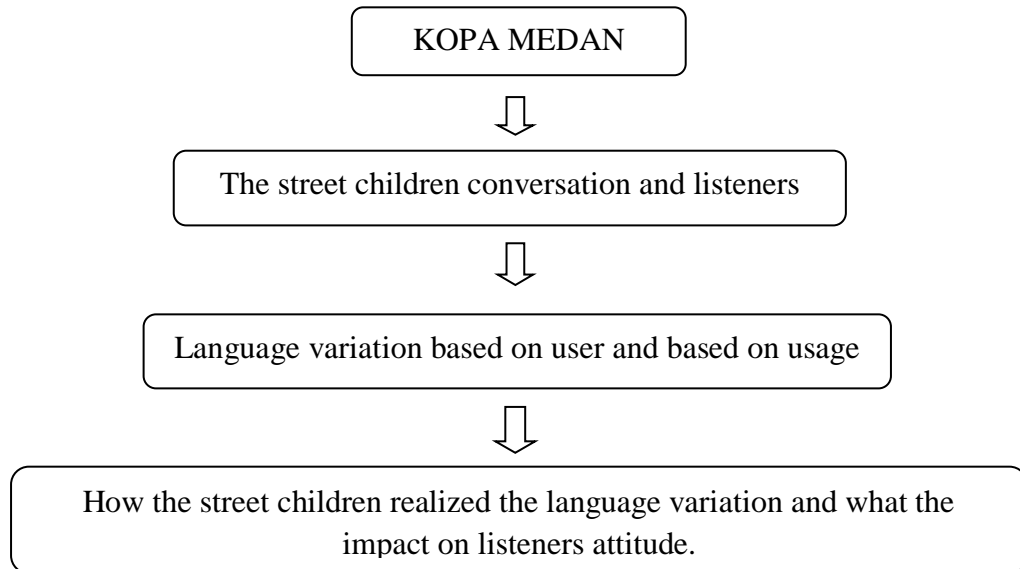 KOPA MEDAN
The street children conversation and listeners
Language variation based on user and based on usage
How the street children realized the language variation and what the
impact on listeners attitude.